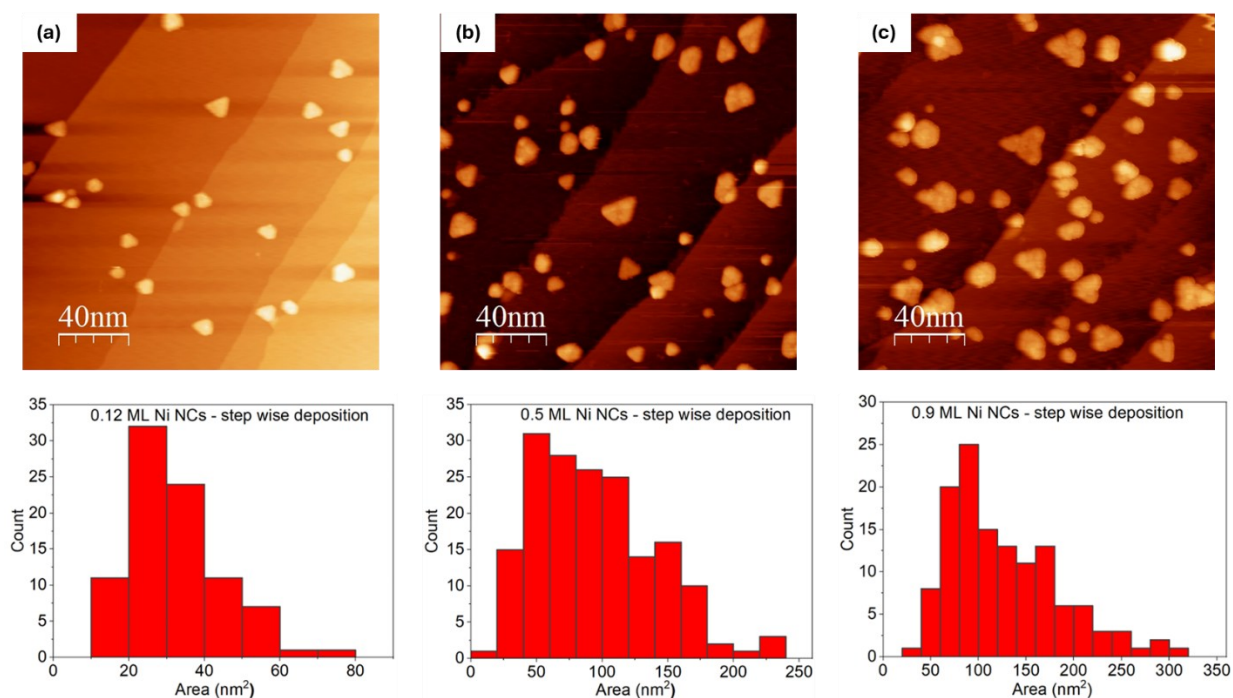 (a)
(b)
(c)
40nm
40nm
40nm
0.12 ML Ni NCs - step wise deposition
35
30
25
20
15
10
5
0
Count
0 20 40 60 80
Area (nm²)
0.5 ML Ni NCs - step wise deposition
35
30
25
20
15
10
5
0
Count
0 50 100 150 200 250
Area (nm²)
0.9 ML Ni NCs - step wise deposition
30
25
20
15
10
5
0
Count
0 50 100 150 200 250 300 350
Area (nm²)